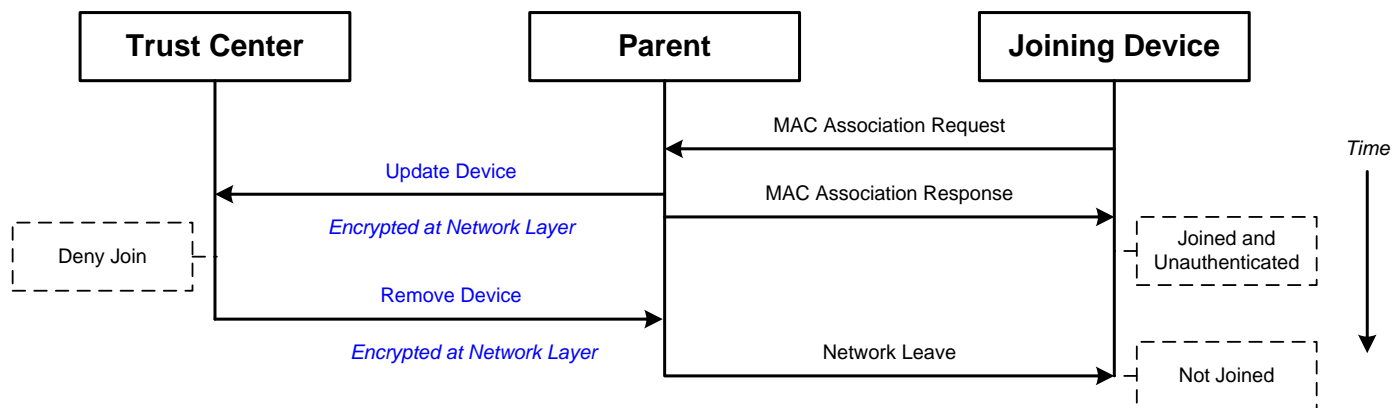 Trust Center
Parent
Joining Device
MAC Association Request
Time
Update Device
MAC Association Response
Encrypted at Network Layer
Deny Join
Joined and
Unauthenticated
Remove Device
Encrypted at Network Layer
Network Leave
Not Joined